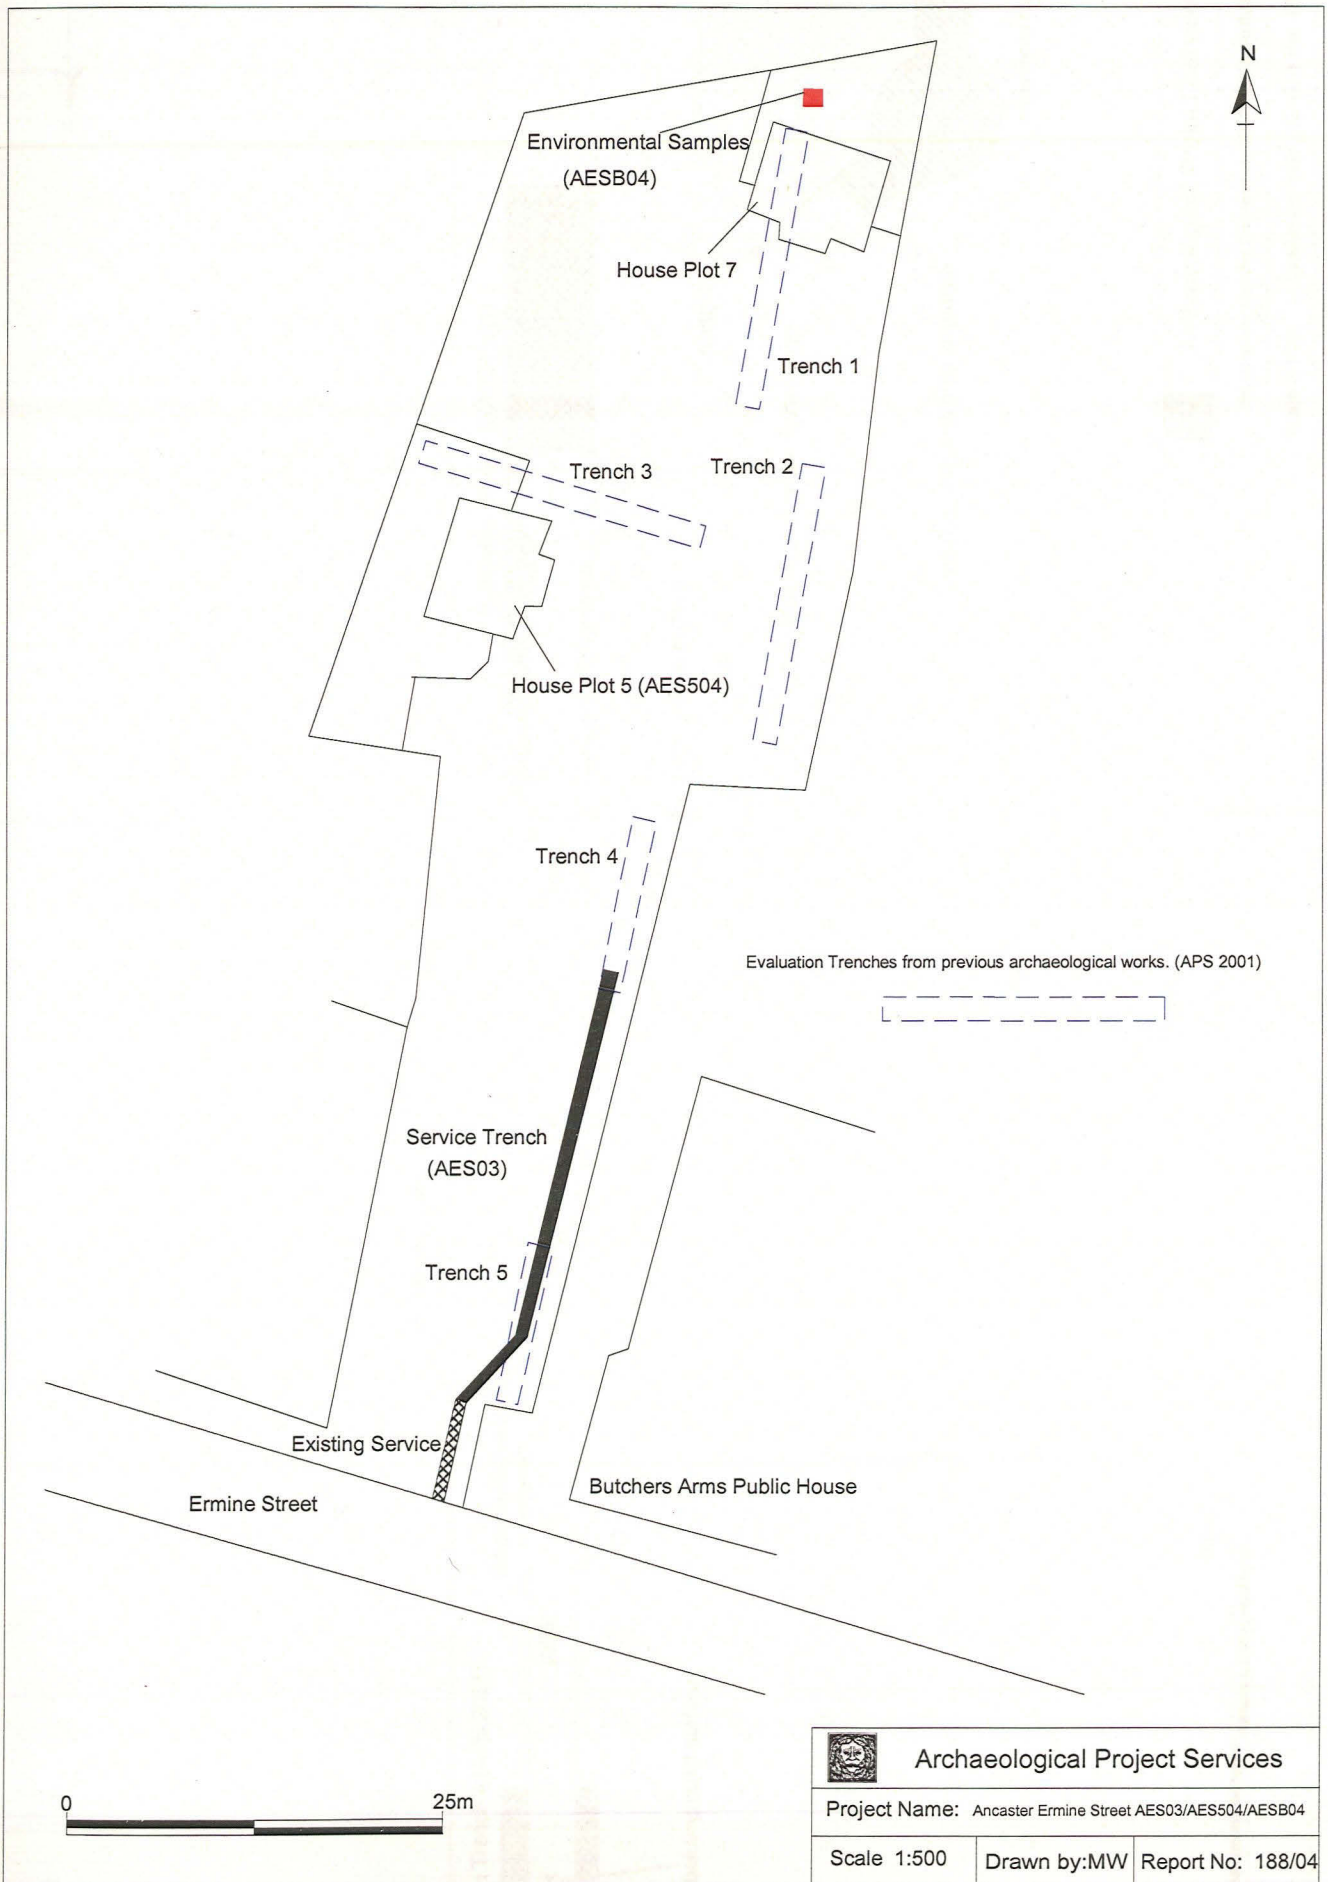 N
Environmental Samples
(AESB04)
House Plot 7
Trench 1
Trench 3
Trench 2
House Plot 5 (AES504)
Trench 4
Evaluation Trenches from previous archaeological works. (APS 2001)
Service Trench
(AES03)
Trench 5
Existing Service
Butchers Arms Public House
Ermine Street
0
25m
Archaeological Project Services
Project Name: Ancaster Ermine Street AES03/AES504/AESB04
Scale 1:500
Drawn by:MW
Report No: 188/04